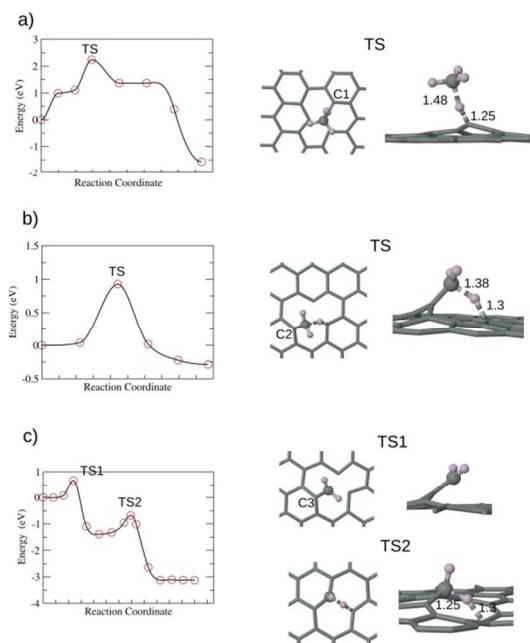 a)
TS
3
2
1
0
-1
-2
Energy (eV)
Reaction Coordinate
TS
C1
1.48
1.25
b)
TS
1.5
1
0.5
0
-0.5
Energy (eV)
Reaction Coordinate
TS
C2
1.38
1.3
c)
TS1
TS2
1
0
-1
-2
-3
-4
Energy (eV)
Reaction Coordinate
TS1
C3
TS2
1.25
1.3